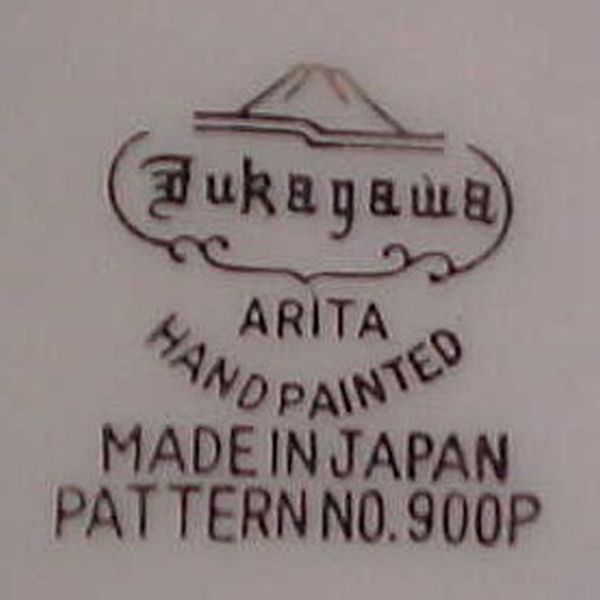 Fukagawa
ARITA
HAND PAINTED
MADE IN JAPAN
PATTERN NO. 900P